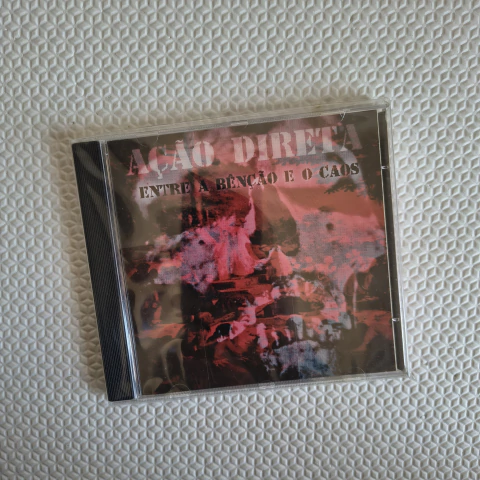 AÇÃO DIRETA
ENTRE A BÊNÇÃO E O CAOS